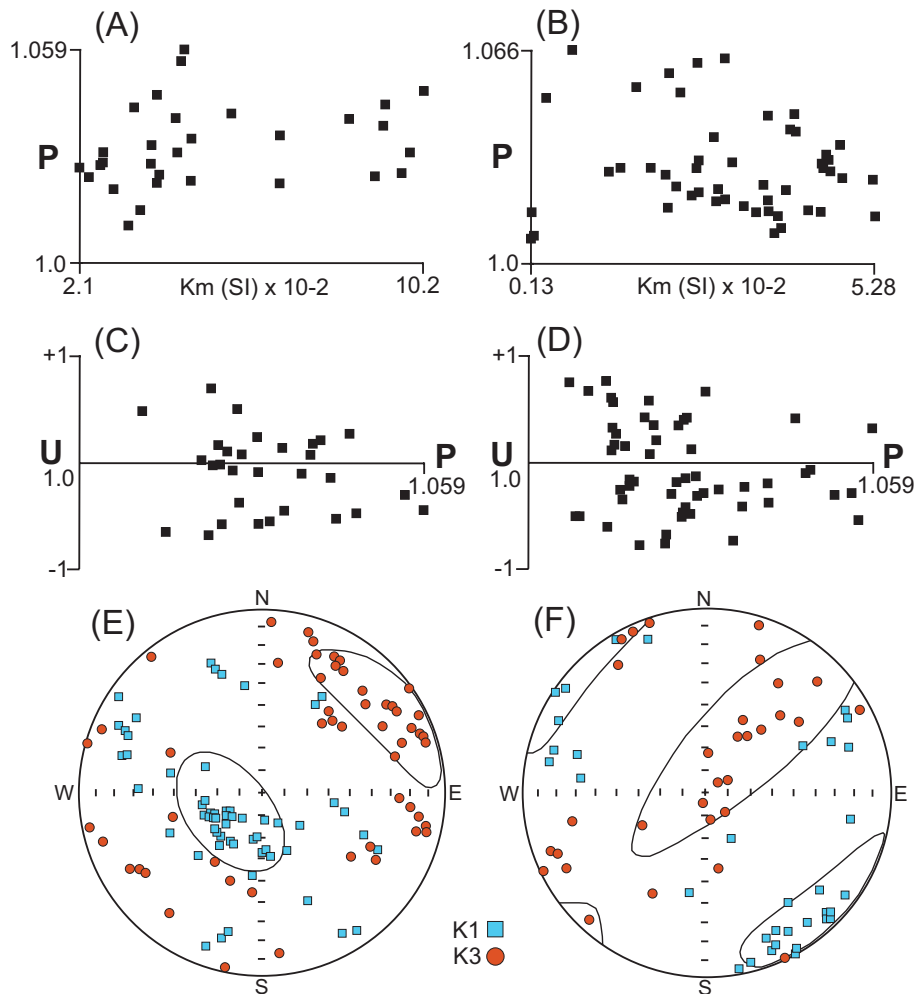 (A)
1.059
P
1.0
2.1
Km (SI) x 10-2
10.2
(B)
1.066
P
1.0
0.13
Km (SI) x 10-2
5.28
(C)
+1
U
1.0
P
1.059
-1
(D)
+1
U
1.0
P
1.059
-1
(E)
N
W
E
S
(F)
N
W
E
S
K1
K3